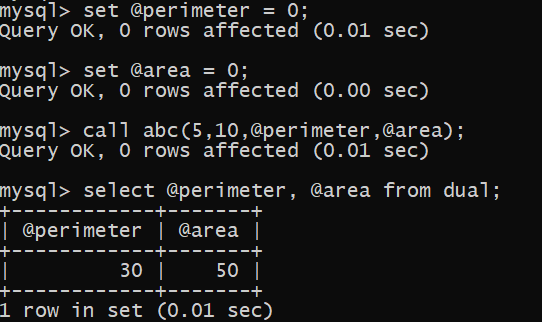 mysql> set @perimeter = 0;
Query OK, 0 rows affected (0.01 sec)
mysql> set @area = 0;
Query OK, 0 rows affected (0.00 sec)
mysql> call abc(5,10,@perimeter,@area);
Query OK, 0 rows affected (0.01 sec)
mysql> select @perimeter, @area from dual;
+------------+-------+
| @perimeter | @area |
+------------+-------+
|         30 |    50 |
+------------+-------+
1 row in set (0.01 sec)